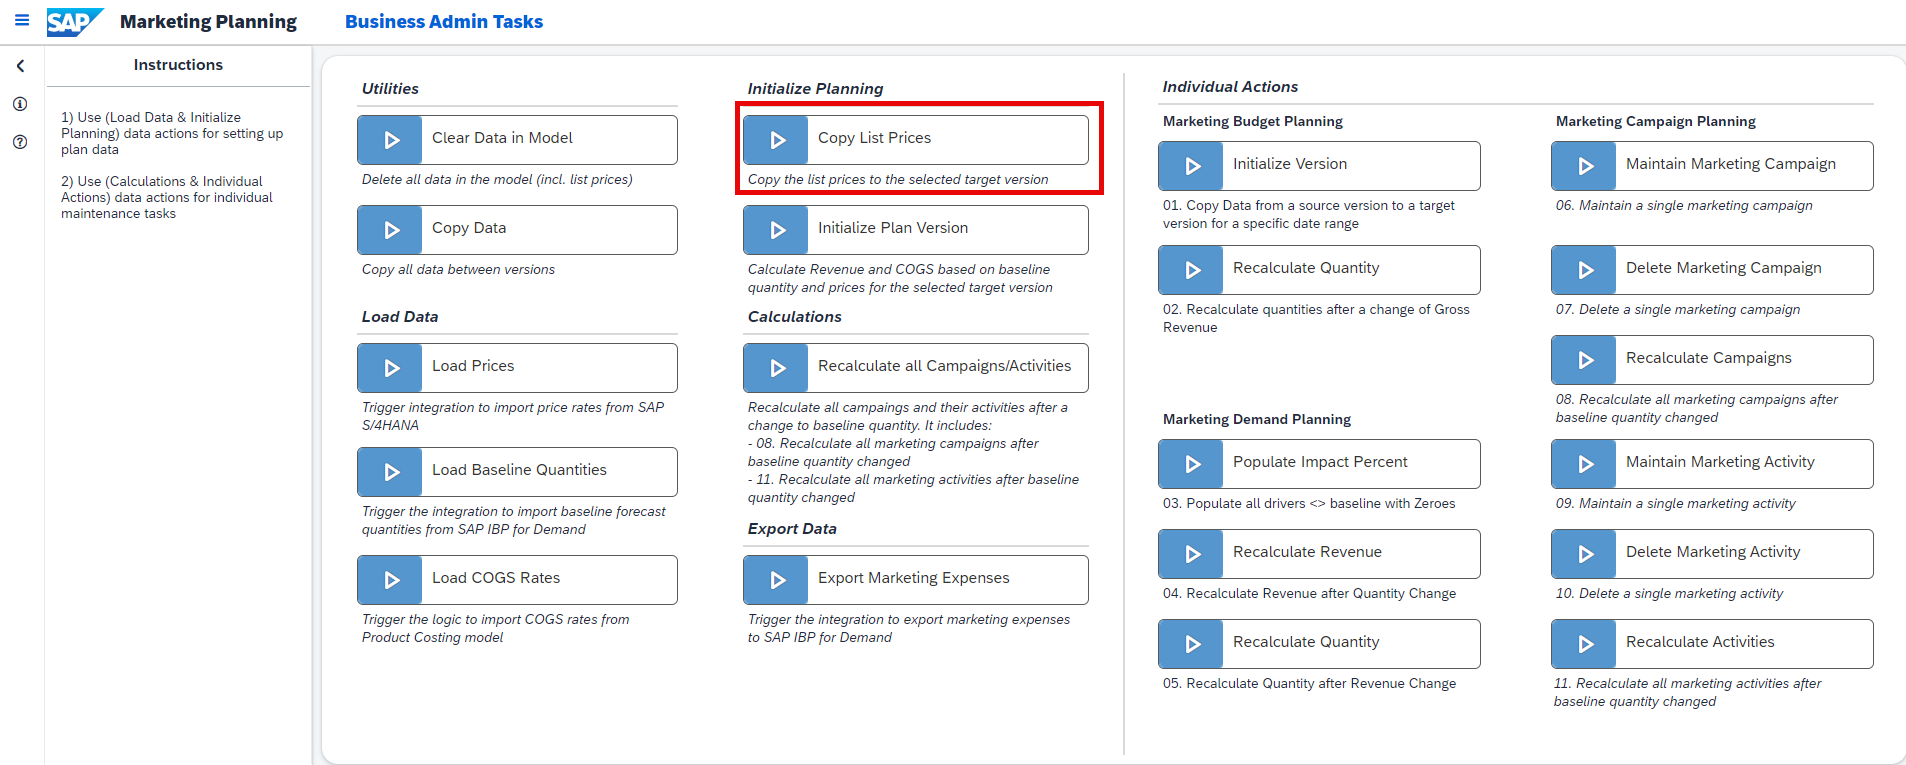 SAP Marketing Planning Business Admin Tasks
Instructions
1) Use (Load Data & Initialize
Planning) data actions for setting up
plan data
2) Use (Calculations & Individual
Actions) data actions for individual
maintenance tasks
Utilities
Clear Data in Model
Delete all data in the model (incl. list prices)
Copy Data
Copy all data between versions
Load Data
Load Prices
Trigger integration to import price rates from SAP
S/4HANA
Load Baseline Quantities
Trigger the integration to import baseline forecast
quantities from SAP IBP for Demand
Load COGS Rates
Trigger the logic to import COGS rates from
Product Costing model
Initialize Planning
Copy List Prices
Copy the list prices to the selected target version
Initialize Plan Version
Calculate Revenue and COGS based on baseline
quantity and prices for the selected target version
Calculations
Recalculate all Campaigns/Activities
Recalculate all campaings and their activities after a
change to baseline quantity. It includes:
- 08. Recalculate all marketing campaigns after
baseline quantity changed
- 11. Recalculate all marketing activities after baseline
quantity changed
Export Data
Export Marketing Expenses
Trigger the integration to export marketing expenses
to SAP IBP for Demand
Individual Actions
Marketing Budget Planning
Initialize Version
01. Copy Data from a source version to a target
version for a specific date range
Recalculate Quantity
02. Recalculate quantities after a change of Gross
Revenue
Marketing Demand Planning
Populate Impact Percent
03. Populate all drivers <> baseline with Zeroes
Recalculate Revenue
04. Recalculate Revenue after Quantity Change
Recalculate Quantity
05. Recalculate Quantity after Revenue Change
Marketing Campaign Planning
Maintain Marketing Campaign
06. Maintain a single marketing campaign
Delete Marketing Campaign
07. Delete a single marketing campaign
Recalculate Campaigns
08. Recalculate all marketing campaigns after
baseline quantity changed
Maintain Marketing Activity
09. Maintain a single marketing activity
Delete Marketing Activity
10. Delete a single marketing activity
Recalculate Activities
11. Recalculate all marketing activities after
baseline quantity changed